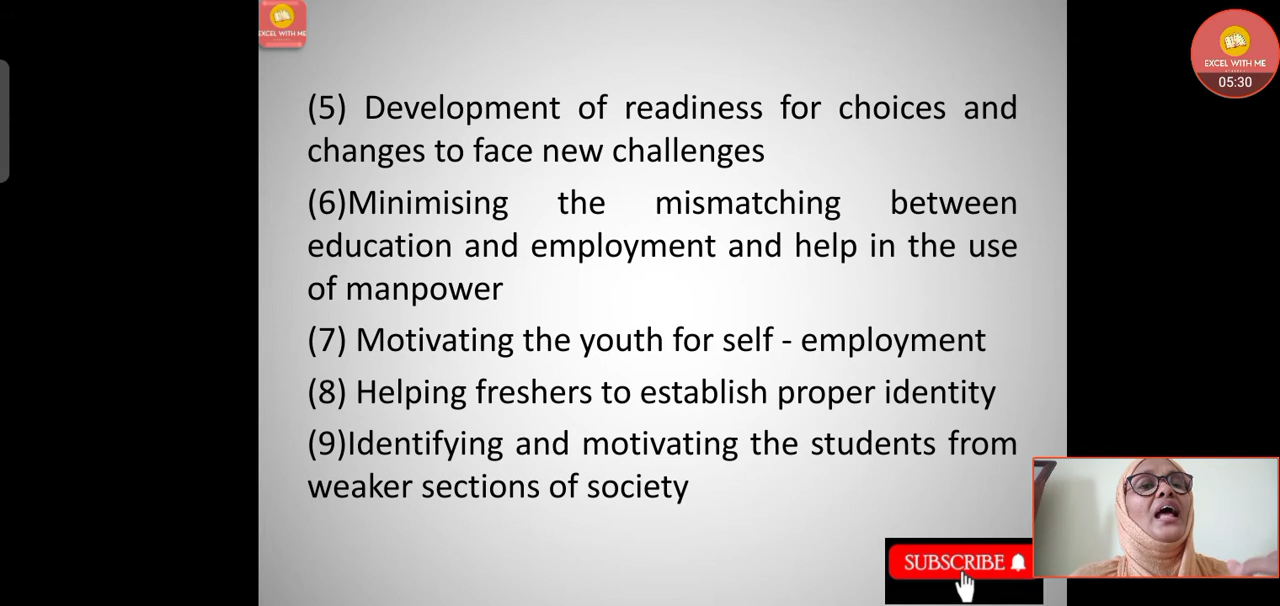 EXCEL WITH ME
EXCEL WITH ME
05:30
(5) Development of readiness for choices and
changes to face new challenges
(6)Minimising the mismatching between
education and employment and help in the use
of manpower
(7) Motivating the youth for self - employment
(8) Helping freshers to establish proper identity
(9)Identifying and motivating the students from
weaker sections of society
SUBSCRIBE